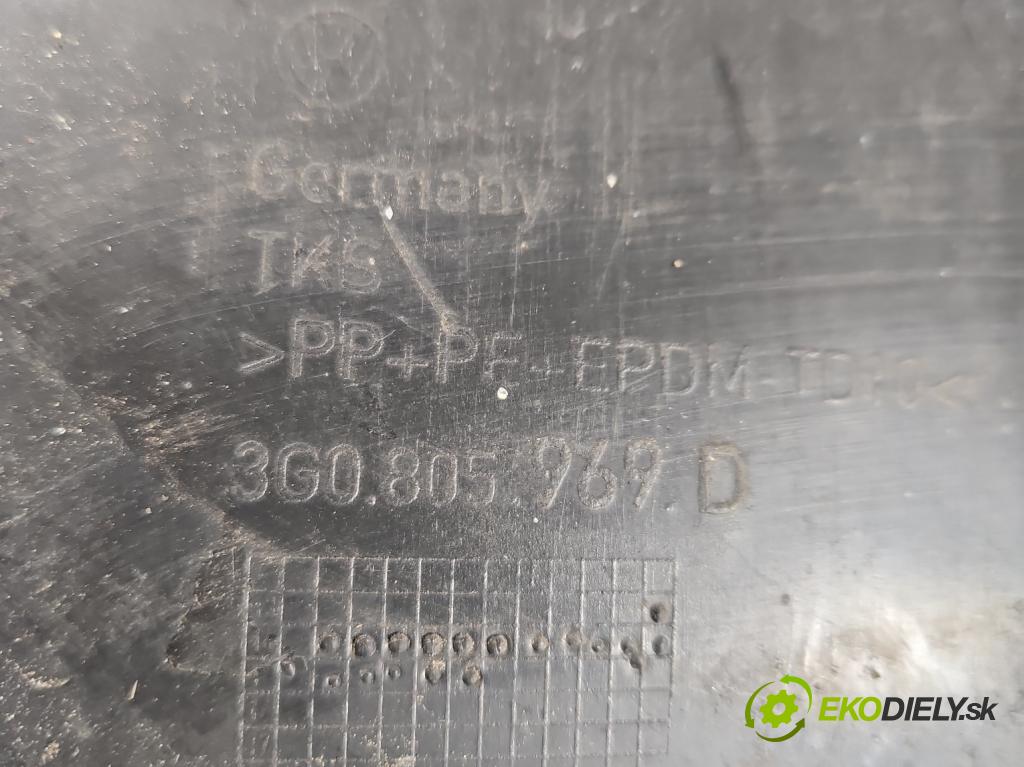 Germany
TKS
>PP+PE+EPDM-TD10<
3G0.805.969.D
EKODIELY.sk